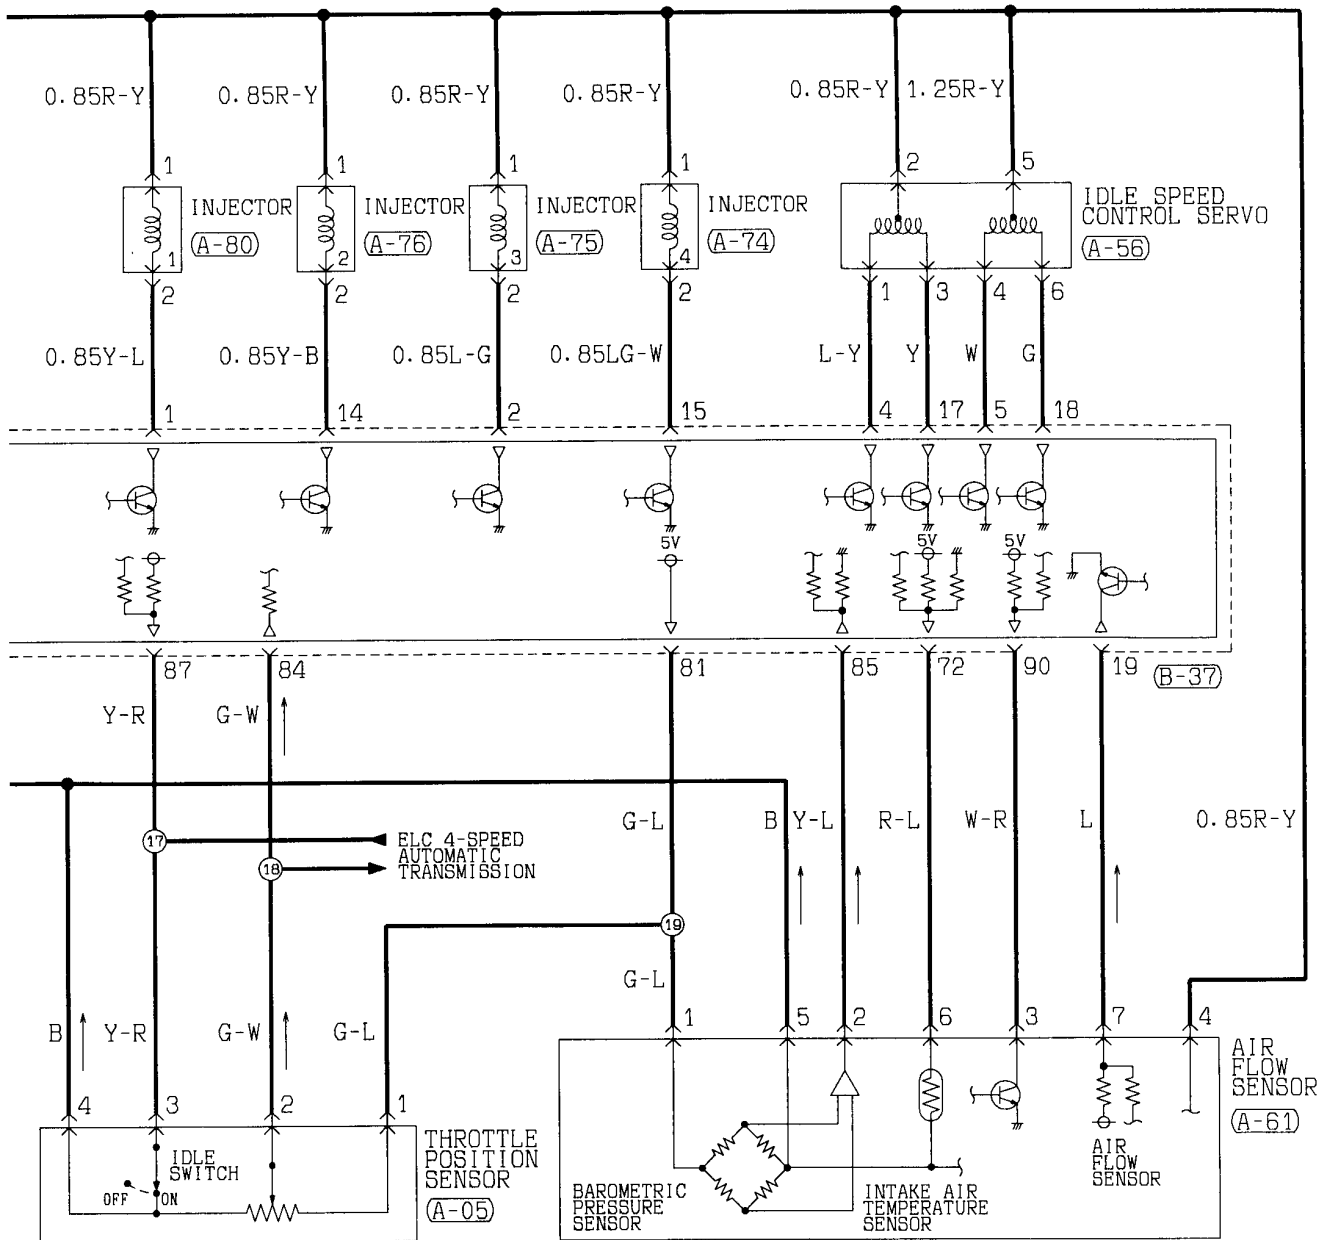 0.85R-Y 0.85R-Y 0.85R-Y 0.85R-Y 0.85R-Y 1.25R-Y
1 1 1 1 2 5
INJECTOR INJECTOR INJECTOR INJECTOR IDLE SPEED
CONTROL SERVO
A-80 A-76 A-75 A-74 A-56
1 2 3 4
2 2 2 2 1 3 4 6
0.85Y-L 0.85Y-B 0.85L-G 0.85LG-W L-Y Y W G
1 14 2 15 4 17 5 18
5V 5V 5V
87 84 81 85 72 90 19 B-37
Y-R G-W
G-L B Y-L R-L W-R L 0.85R-Y
17 ELC 4-SPEED
AUTOMATIC
18 TRANSMISSION
19
G-L
B Y-R G-W G-L
1 5 2 6 3 7 4
AIR
FLOW
SENSOR
A-61
4 3 2 1
IDLE
SWITCH
OFF ON
THROTTLE
POSITION
SENSOR
A-05
BAROMETRIC
PRESSURE
SENSOR
INTAKE AIR
TEMPERATURE
SENSOR
AIR
FLOW
SENSOR